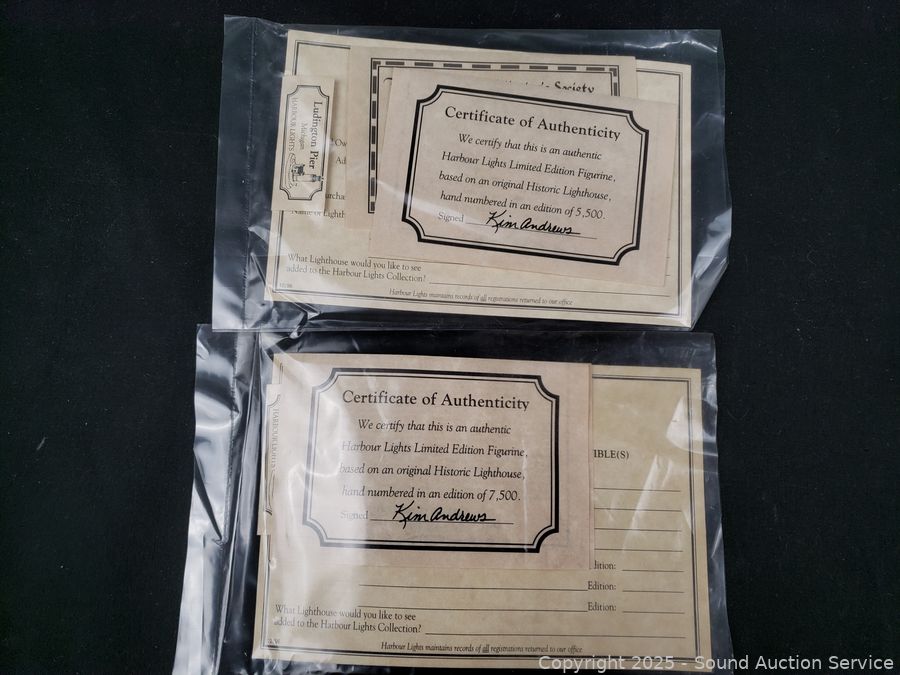 Society
Certificate of Authenticity
We certify that this is an authentic
Harbour Lights Limited Edition Figurine,
based on an original Historic Lighthouse,
hand numbered in an edition of 5,500.
Signed Kim Andrews
Ludington Pier
Michigan
HARBOUR LIGHTS
What Lighthouse would you like to see
added to the Harbour Lights Collection?
Harbour Lights maintains records of all registrations returned to our office
Certificate of Authenticity
We certify that this is an authentic
Harbour Lights Limited Edition Figurine,
based on an original Historic Lighthouse,
hand numbered in an edition of 7,500.
Signed Kim Andrews
HARBOUR LIGHTS
IBLE(S)
dition:
Edition:
Edition:
What Lighthouse would you like to see
added to the Harbour Lights Collection?
Harbour Lights maintains records of all registrations returned to our office
Copyright 2025 - Sound Auction Service